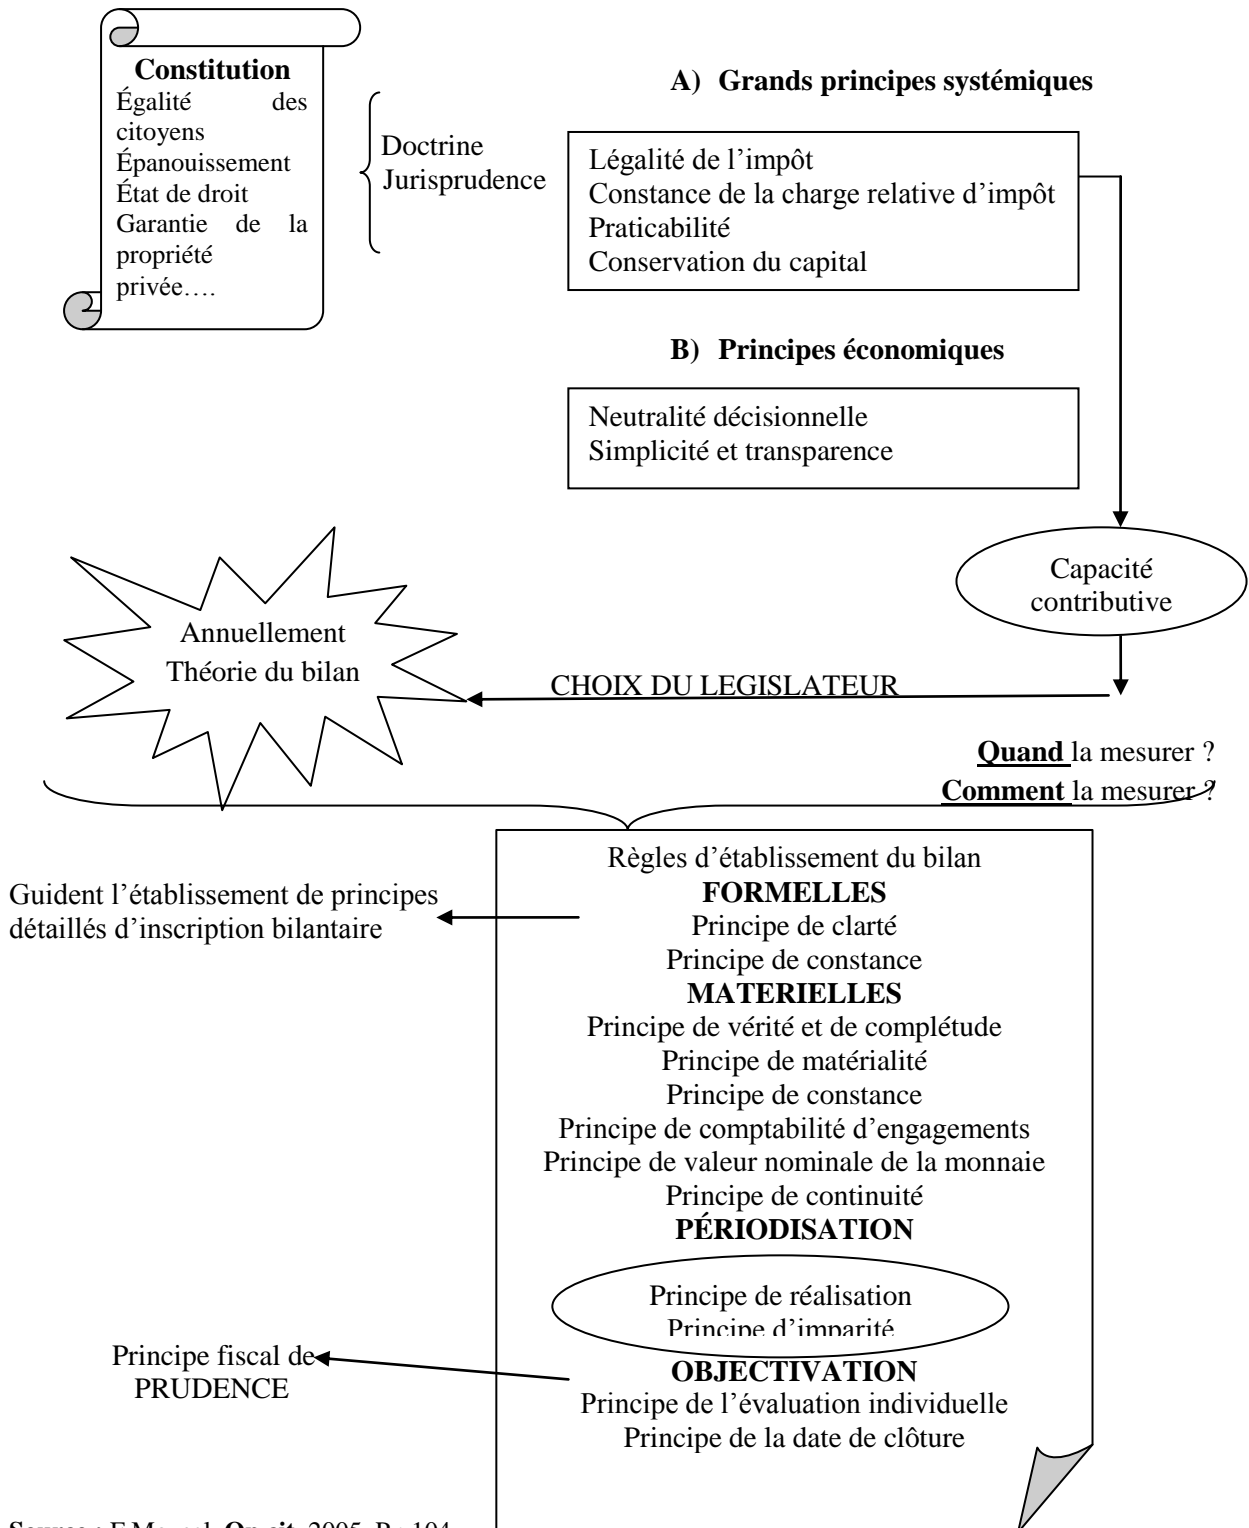 Constitution
Égalité des
citoyens
Épanouissement
État de droit
Garantie de la
propriété
privée….
Doctrine
Jurisprudence
A) Grands principes systémiques
Légalité de l’impôt
Constance de la charge relative d’impôt
Praticabilité
Conservation du capital
B) Principes économiques
Neutralité décisionnelle
Simplicité et transparence
Capacité
contributive
Annuellement
Théorie du bilan
CHOIX DU LEGISLATEUR
Quand la mesurer ?
Comment la mesurer ?
Règles d’établissement du bilan
FORMELLES
Principe de clarté
Principe de constance
MATERIELLES
Principe de vérité et de complétude
Principe de matérialité
Principe de constance
Principe de comptabilité d’engagements
Principe de valeur nominale de la monnaie
Principe de continuité
PÉRIODISATION
Principe de réalisation
Principe d’imparité
OBJECTIVATION
Principe de l’évaluation individuelle
Principe de la date de clôture
Guident l’établissement de principes
détaillés d’inscription bilantaire
Principe fiscal de
PRUDENCE